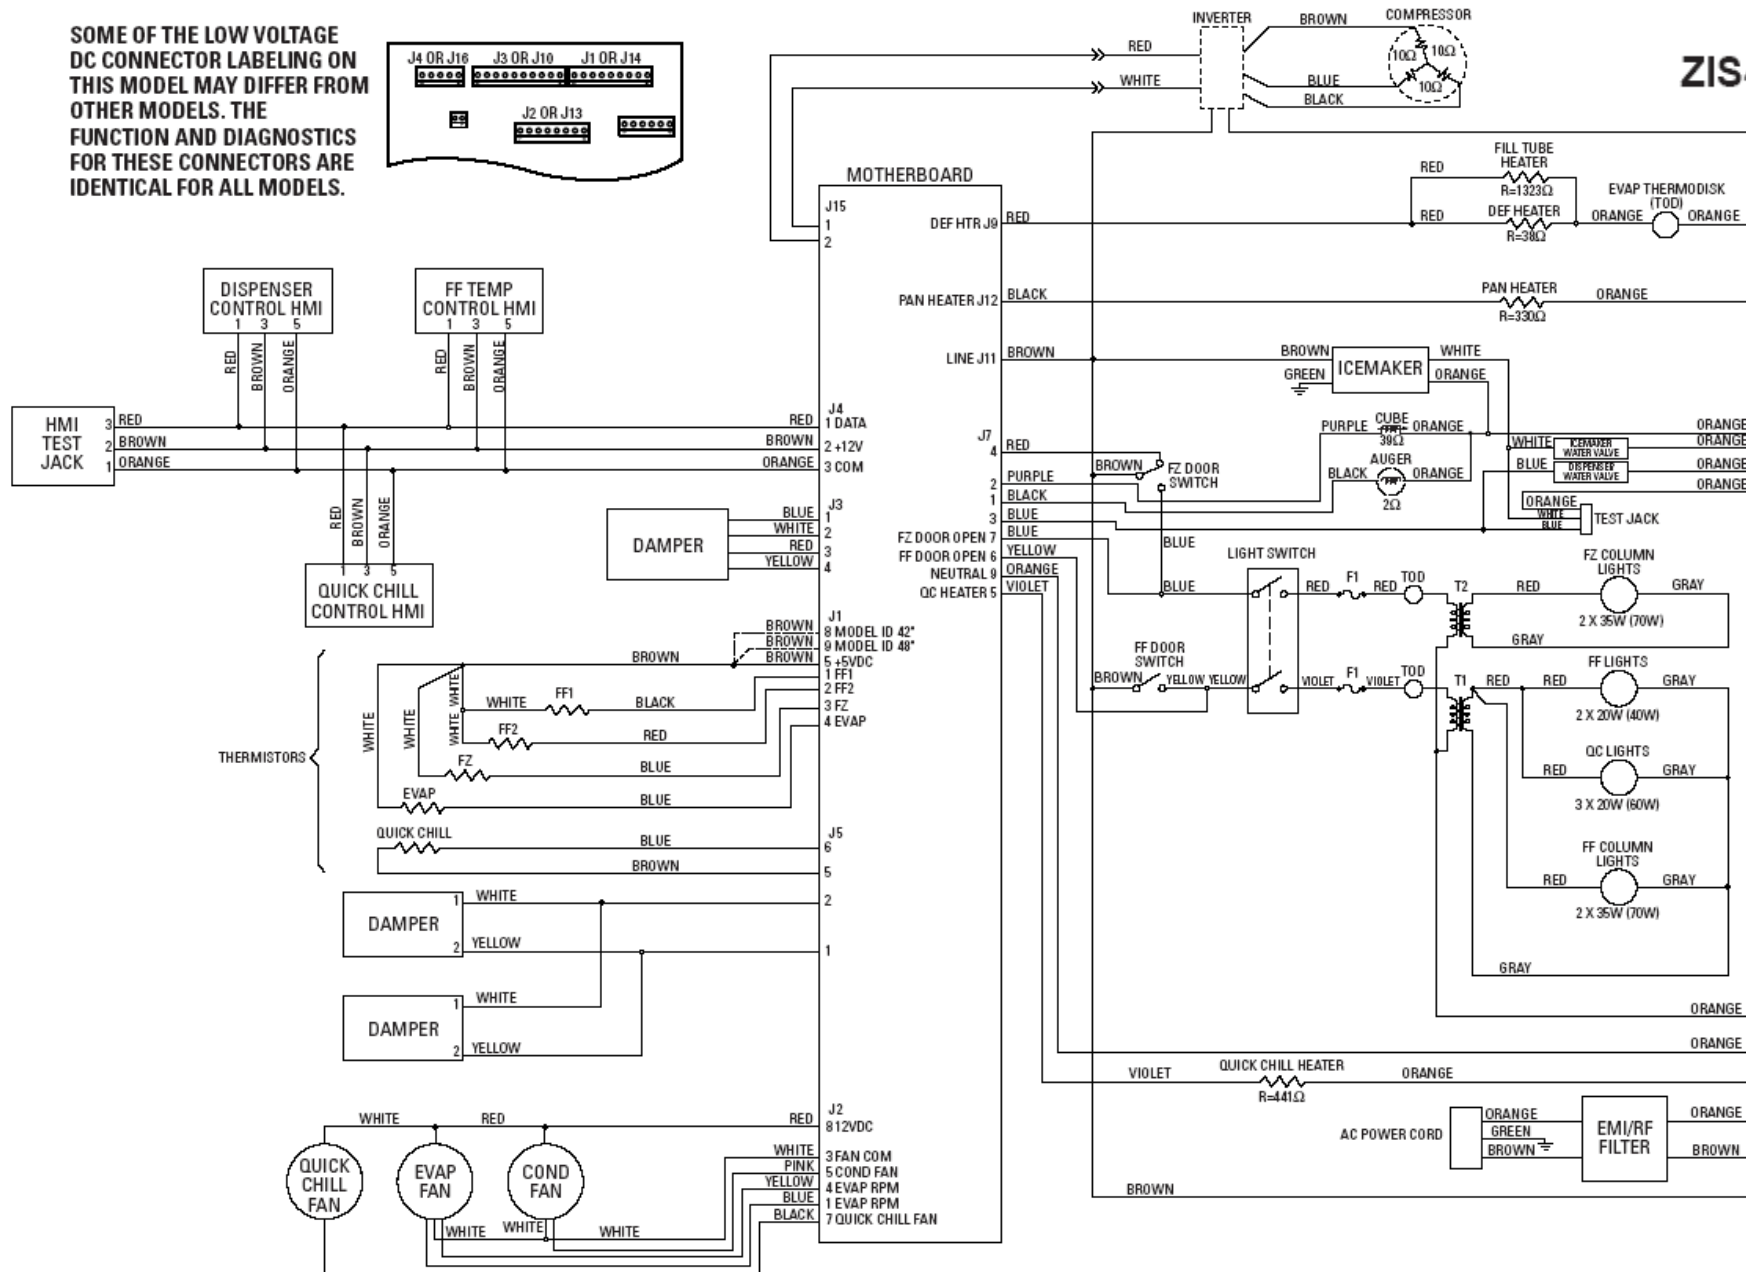 SOME OF THE LOW VOLTAGE
DC CONNECTOR LABELING ON
THIS MODEL MAY DIFFER FROM
OTHER MODELS. THE
FUNCTION AND DIAGNOSTICS
FOR THESE CONNECTORS ARE
IDENTICAL FOR ALL MODELS.
J4 OR J16
J3 OR J10
J1 OR J14
J2 OR J13
INVERTER
BROWN
COMPRESSOR
RED
WHITE
BLUE
BLACK
10Ω
10Ω
10Ω
ZIS
MOTHERBOARD
J15
1
2
DEF HTR J9
RED
RED
FILL TUBE
HEATER
R=1323Ω
RED
DEF HEATER
R=38Ω
ORANGE
EVAP THERMODISK
(TOD)
ORANGE
PAN HEATER J12
BLACK
PAN HEATER
R=330Ω
ORANGE
LINE J11
BROWN
BROWN
GREEN
ICEMAKER
WHITE
ORANGE
DISPENSER
CONTROL HMI
1 3 5
RED
BROWN
ORANGE
FF TEMP
CONTROL HMI
1 3 5
RED
BROWN
ORANGE
HMI
TEST
JACK
3 RED
2 BROWN
1 ORANGE
J4
RED 1 DATA
BROWN 2 +12V
ORANGE 3 COM
RED
BROWN
ORANGE
1 3 5
QUICK CHILL
CONTROL HMI
DAMPER
J3
BLUE 1
WHITE 2
RED 3
YELLOW 4
J7
4 RED
2 PURPLE
1 BLACK
3 BLUE
FZ DOOR OPEN 7 BLUE
FF DOOR OPEN 6 YELLOW
NEUTRAL 9 ORANGE
QC HEATER 5 VIOLET
BROWN
FZ DOOR
SWITCH
BLUE
PURPLE
CUBE
39Ω
ORANGE
BLACK
AUGER
2Ω
ORANGE
ORANGE
WHITE
ICEMAKER
WATER VALVE
ORANGE
BLUE
DISPENSER
WATER VALVE
ORANGE
ORANGE
ORANGE
WHITE
BLUE
TEST JACK
LIGHT SWITCH
BLUE
RED
F1
RED
TOD
T2
RED
FZ COLUMN
LIGHTS
2 X 35W (70W)
GRAY
GRAY
FF DOOR
SWITCH
BROWN
YELLOW
YELLOW
VIOLET
F1
VIOLET
TOD
T1
RED
RED
FF LIGHTS
2 X 20W (40W)
GRAY
RED
QC LIGHTS
3 X 20W (60W)
GRAY
RED
FF COLUMN
LIGHTS
2 X 35W (70W)
GRAY
GRAY
ORANGE
ORANGE
J1
BROWN 8 MODEL ID 42"
BROWN 9 MODEL ID 48"
BROWN
BROWN 5 +5VDC
1 FF1
2 FF2
3 FZ
4 EVAP
THERMISTORS
WHITE
WHITE
WHITE
WHITE
WHITE
FF1
BLACK
FF2
RED
FZ
BLUE
EVAP
BLUE
QUICK CHILL
BLUE
BROWN
J5
6
5
2
1
DAMPER
1 WHITE
2 YELLOW
DAMPER
1 WHITE
2 YELLOW
VIOLET
QUICK CHILL HEATER
R=441Ω
ORANGE
AC POWER CORD
ORANGE
GREEN
BROWN
EMI/RF
FILTER
ORANGE
BROWN
BROWN
WHITE
RED
RED
J2
8 12VDC
WHITE 3 FAN COM
PINK 5 COND FAN
YELLOW 4 EVAP RPM
BLUE 1 EVAP RPM
BLACK 7 QUICK CHILL FAN
QUICK
CHILL
FAN
EVAP
FAN
COND
FAN
WHITE
WHITE
WHITE